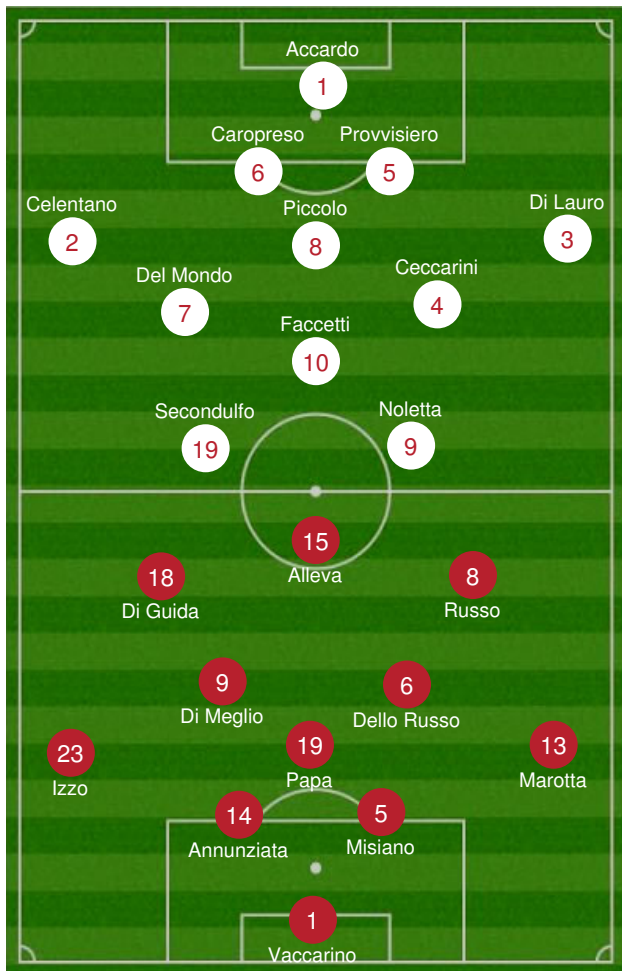 Accardo
1
Caropreso
Provvisiero
6
5
Celentano
Piccolo
Di Lauro
2
8
3
Del Mondo
Ceccarini
7
4
Faccetti
10
Secondulfo
Noletta
19
9
15
Alleva
18
8
Di Guida
Russo
9
6
Di Meglio
Dello Russo
23
19
13
Izzo
Papa
Marotta
14
5
Annunziata
Misiano
1
Vaccarino